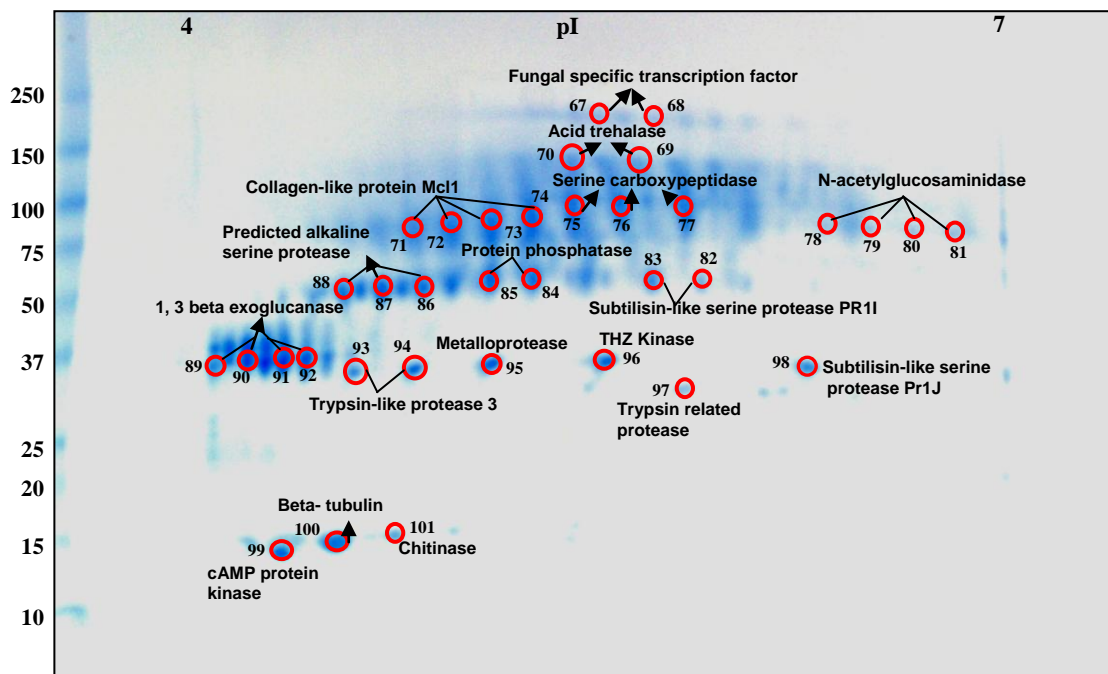 4 pI 7
Fungal specific transcription factor
250
67 68
Acid trehalase
150
70 69
Collagen-like protein Mcl1
74
Serine carboxypeptidase
N-acetylglucosaminidase
100
71 72 73 75 76 77
78 79 80 81
Predicted alkaline
serine protease
Protein phosphatase
75
88 87 86
85 84
83 82
50
1, 3 beta exoglucanase
Subtilisin-like serine protease PR1I
37
89 90 91 92
93 94
Metalloprotease
95
THZ Kinase
96
98
Subtilisin-like serine
protease Pr1J
Trypsin-like protease 3
97
Trypsin related
protease
25
20
Beta- tubulin
15
99 100 101
Chitinase
cAMP protein
kinase
10